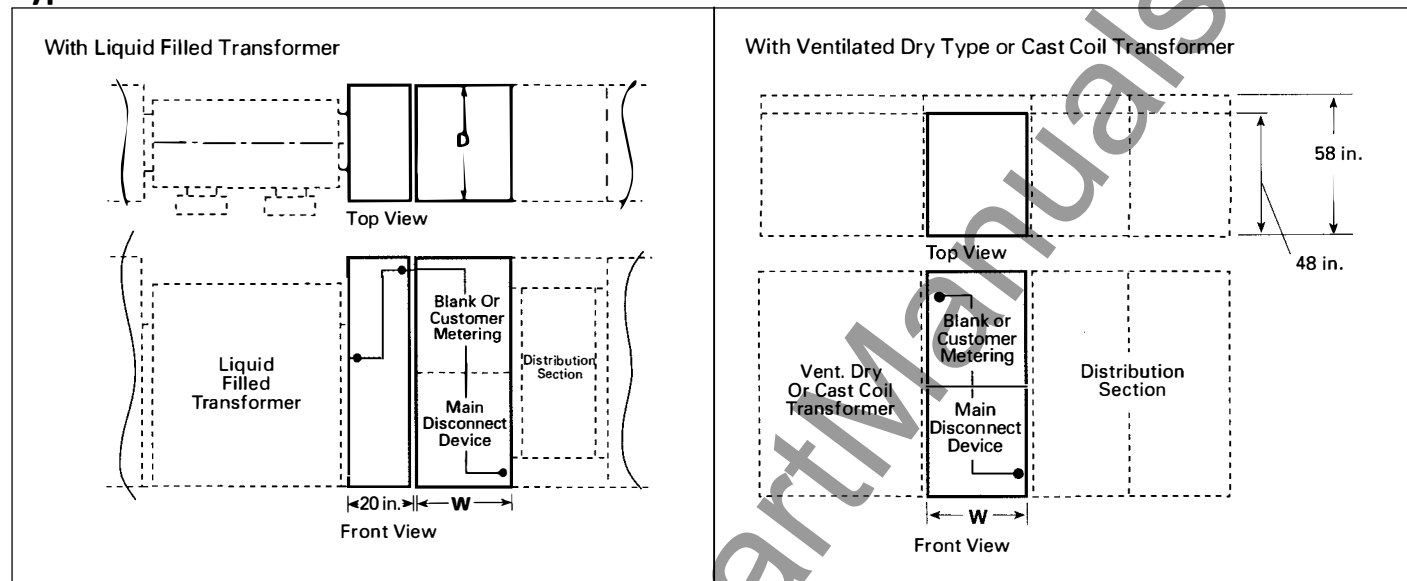 With Liquid Filled Transformer
D
Top View
Liquid
Filled
Transformer
Blank Or
Customer
Metering
Main
Disconnect
Device
Distribution
Section
20 in.
W
Front View
With Ventilated Dry Type or Cast Coil Transformer
58 in.
48 in.
Top View
Vent. Dry
Or Cast Coil
Transformer
Blank or
Customer
Metering
Main
Disconnect
Device
Distribution
Section
W
Front View
artManuals